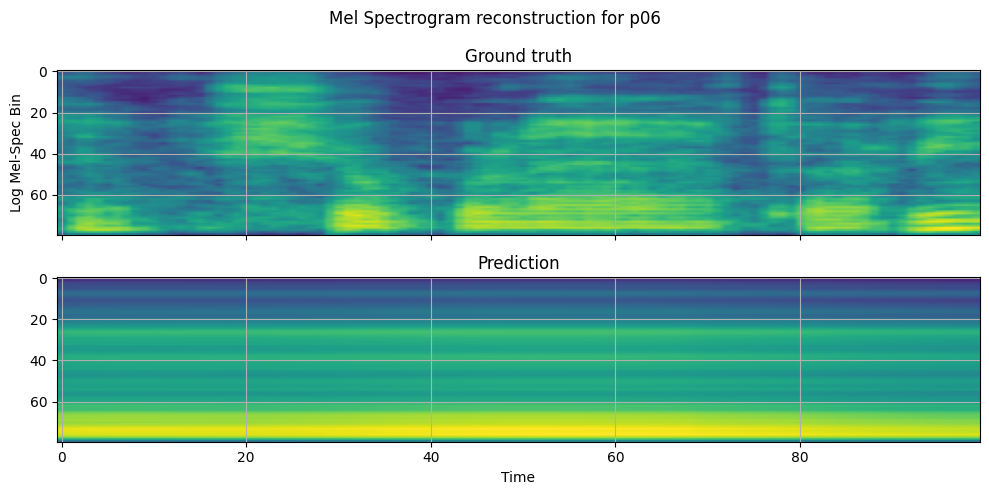 Mel Spectrogram reconstruction for p06
Ground truth
0
20
40
60
Log Mel-Spec Bin
Prediction
0
20
40
60
0 20 40 60 80
Time